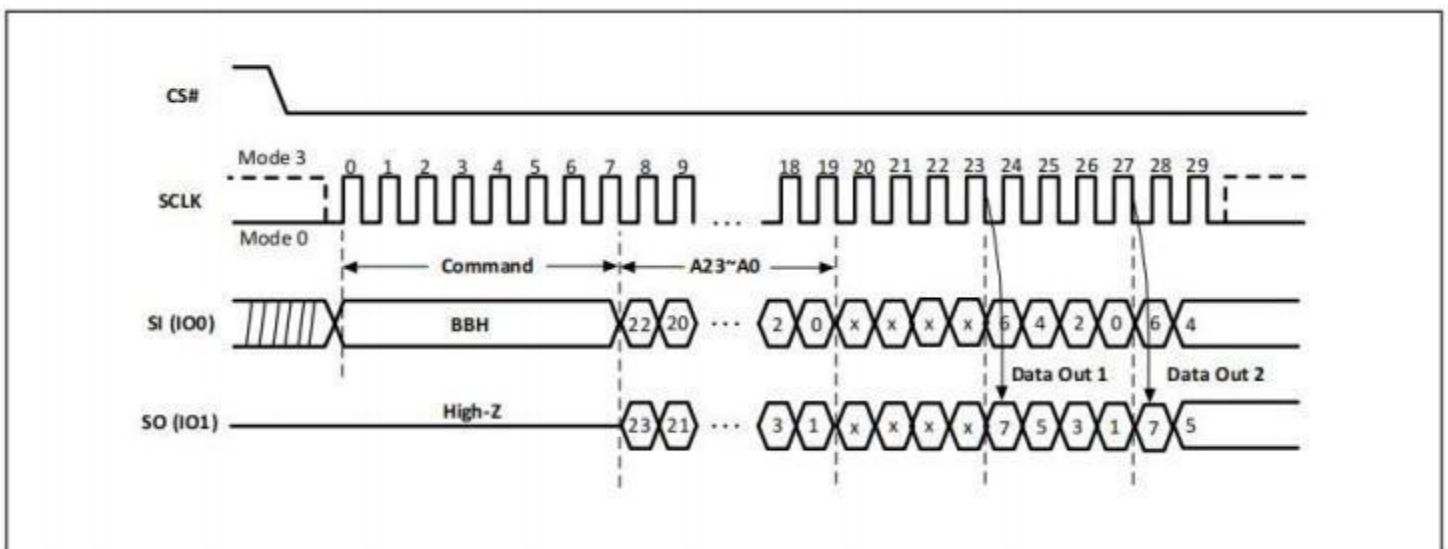 CS#
Mode 3
0 1 2 3 4 5 6 7 8 9 18 19 20 21 22 23 24 25 26 27 28 29
SCLK
...
Mode 0
Command A23~A0
SI (IO0) BBH 22 20 ... 2 0 x x x x 6 4 2 0 6 4
Data Out 1 Data Out 2
SO (IO1) High-Z 23 21 ... 3 1 x x x x 7 5 3 1 7 5